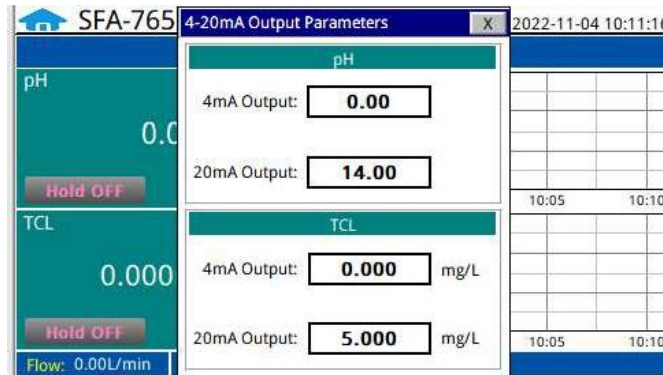 SFA-765
4-20mA Output Parameters
X
2022-11-04 10:11:16
pH
0.0
Hold OFF
pH
4mA Output: 0.00
20mA Output: 14.00
10:05 10:10
TCL
0.000
Hold OFF
TCL
4mA Output: 0.000 mg/L
20mA Output: 5.000 mg/L
10:05 10:10
Flow: 0.00L/min